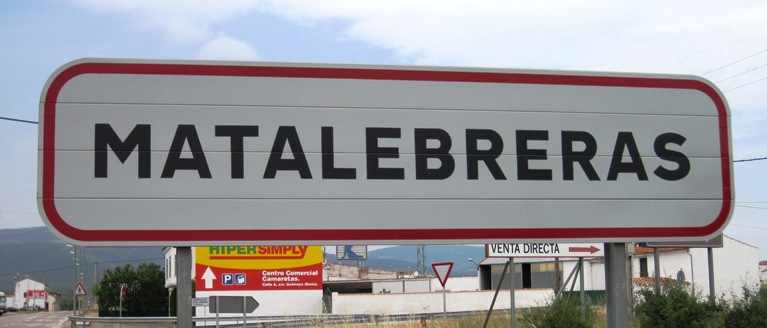 MATALEBRERAS
HIPERSIMPLY
Centro Comercial
Camaretas.
VENTA DIRECTA
P